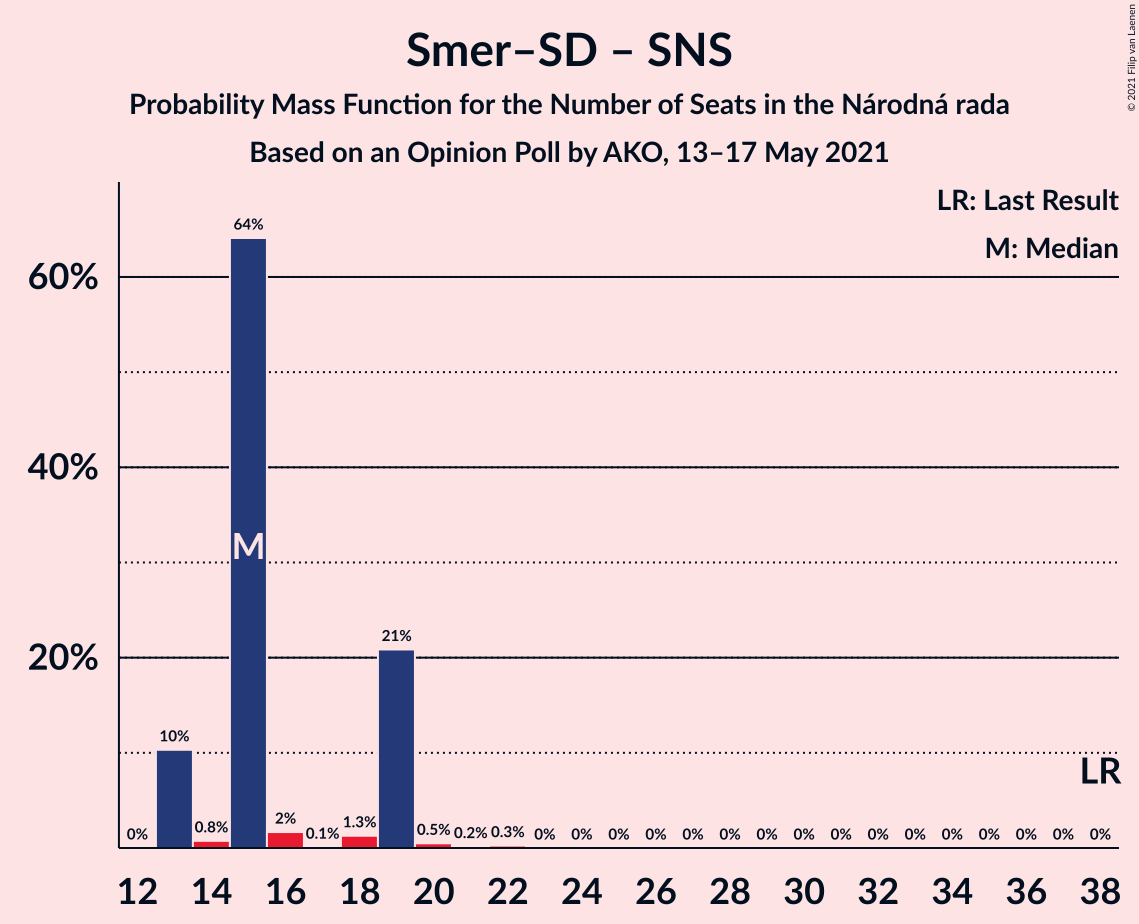 © 2021 Filip van Laenen
Smer–SD – SNS
Probability Mass Function for the Number of Seats in the Národná rada
Based on an Opinion Poll by AKO, 13–17 May 2021
LR: Last Result
M: Median
60%
40%
20%
0% 10% 0.8% 64% 2% 0.1% 1.3% 21% 0.5% 0.2% 0.3% 0% 0% 0% 0% 0% 0% 0% 0% 0% 0% 0% 0% 0% 0% 0% 0%
M
LR
12 14 16 18 20 22 24 26 28 30 32 34 36 38